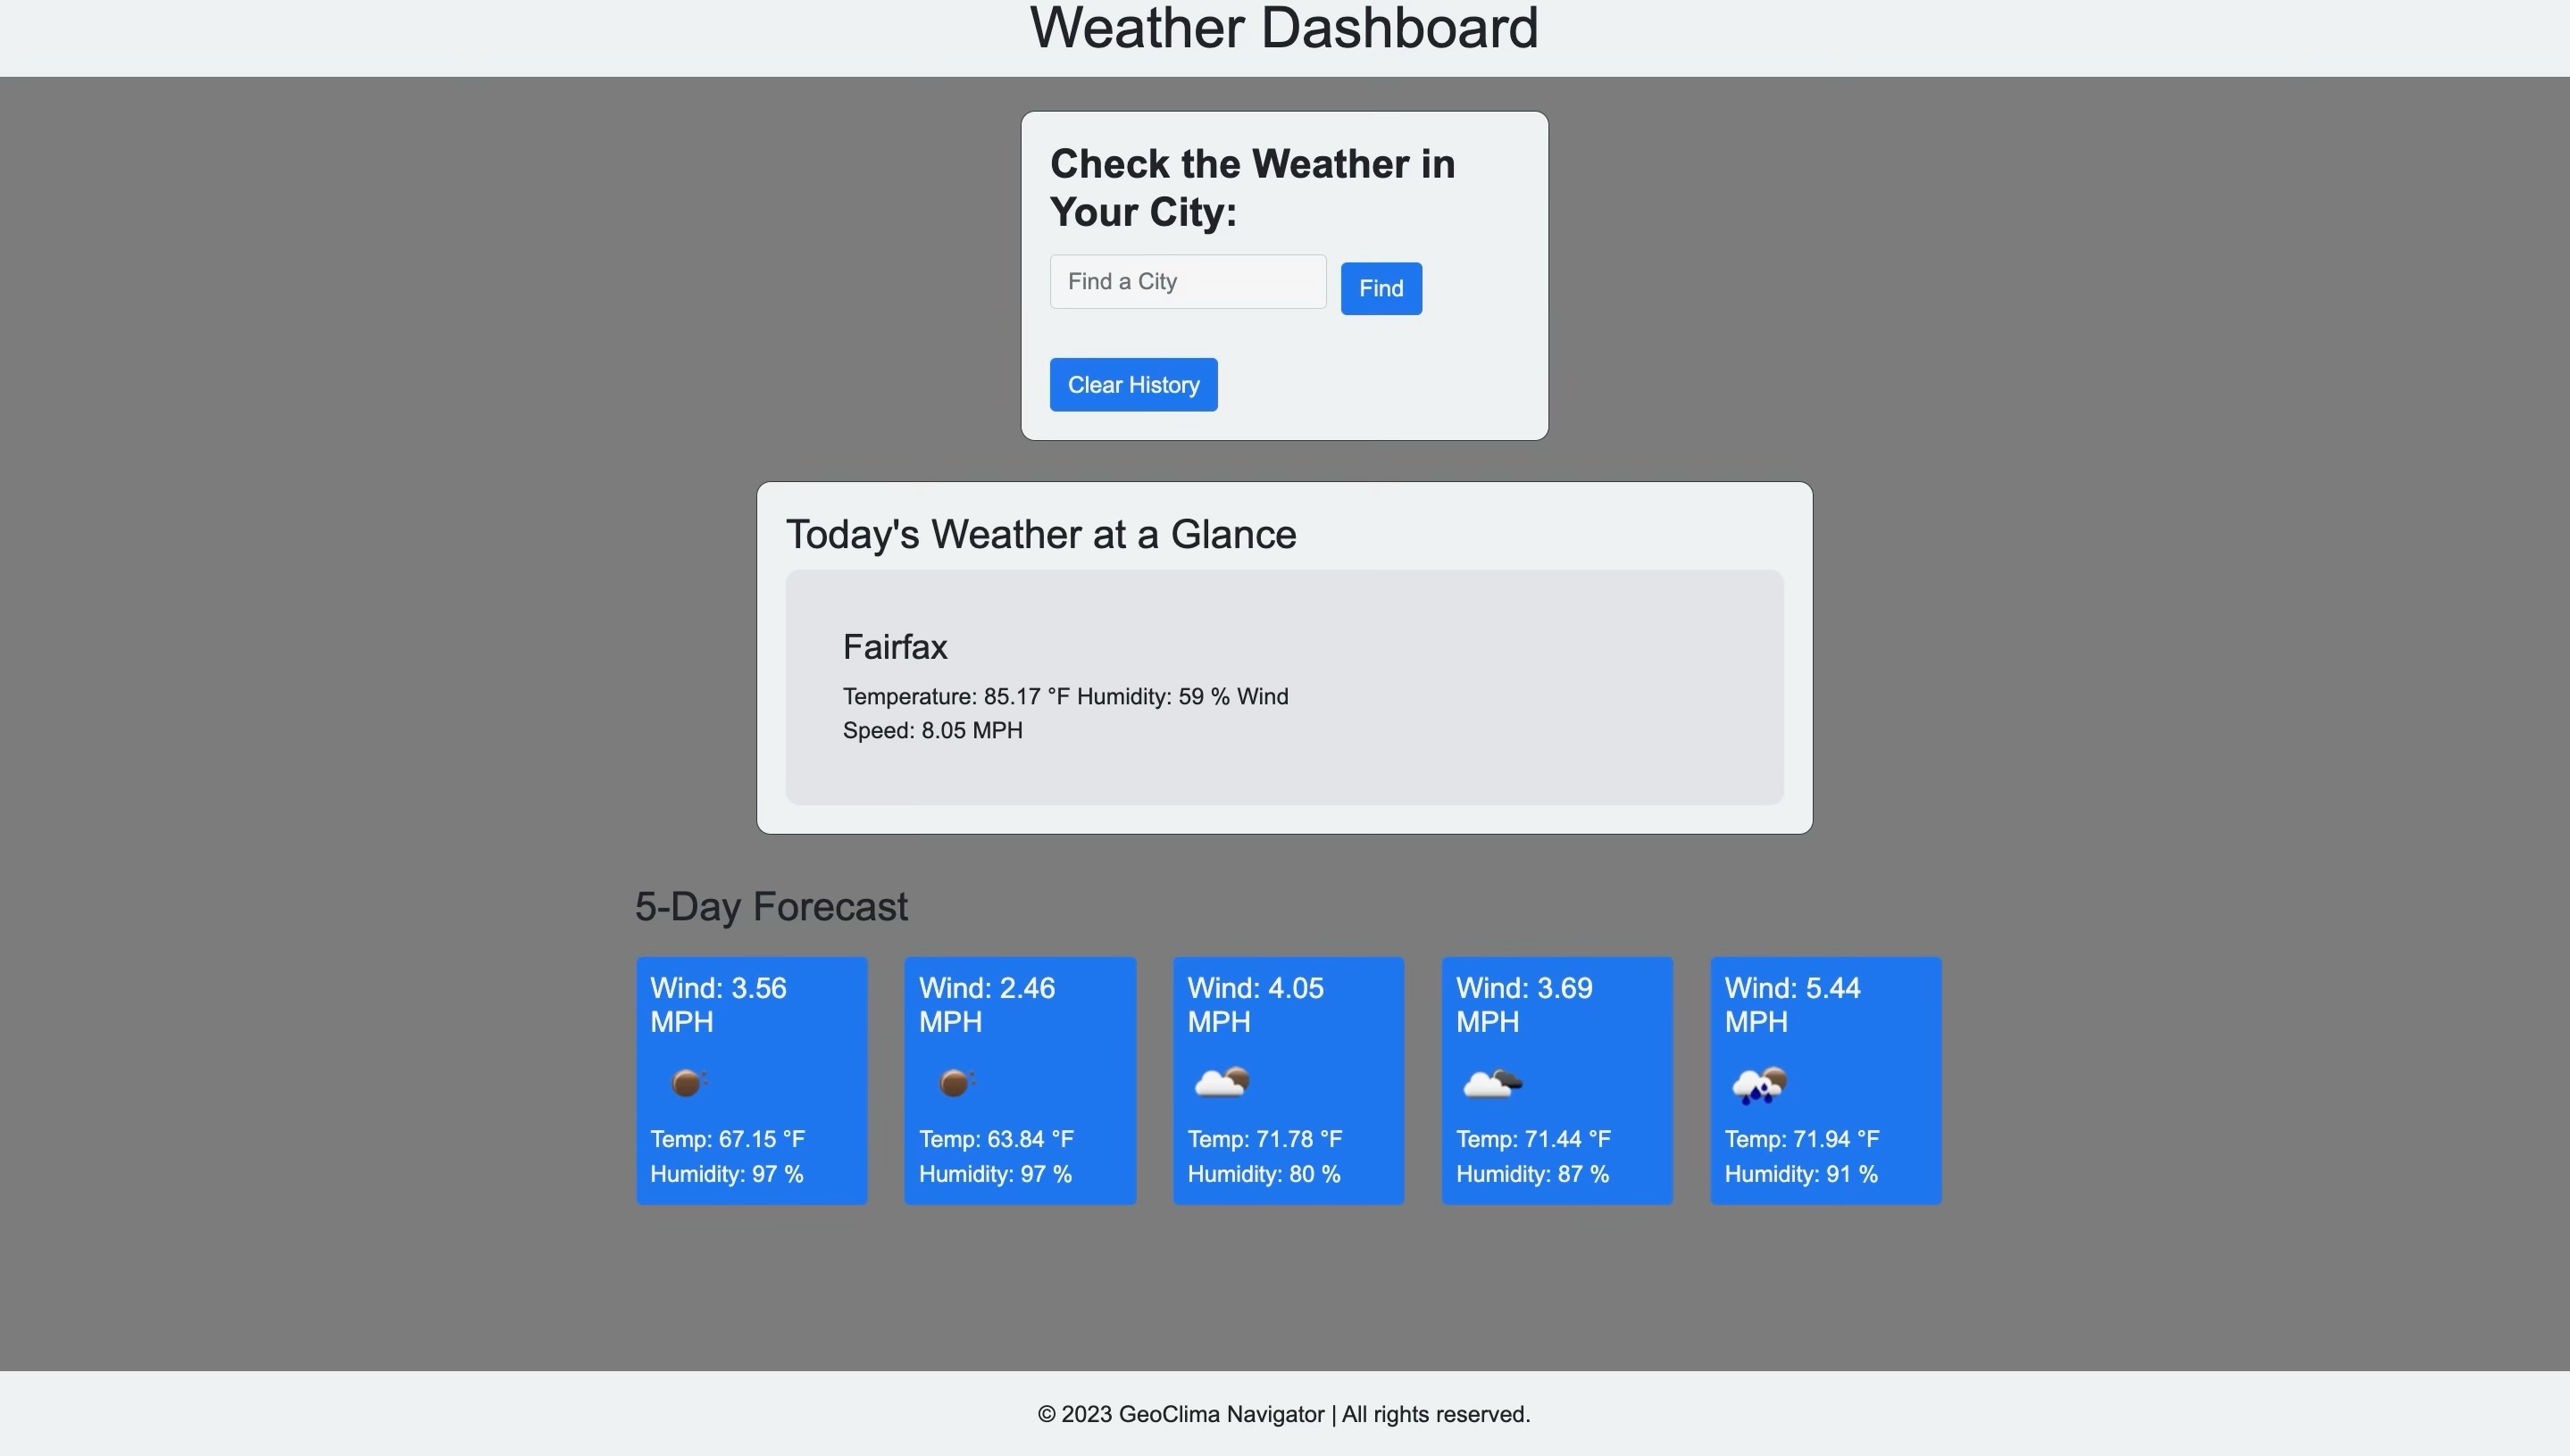 Weather Dashboard
Check the Weather in
Your City:
Find a City
Find
Clear History
Today's Weather at a Glance
Fairfax
Temperature: 85.17 °F Humidity: 59 % Wind
Speed: 8.05 MPH
5-Day Forecast
Wind: 3.56
MPH
Temp: 67.15 °F
Humidity: 97 %
Wind: 2.46
MPH
Temp: 63.84 °F
Humidity: 97 %
Wind: 4.05
MPH
Temp: 71.78 °F
Humidity: 80 %
Wind: 3.69
MPH
Temp: 71.44 °F
Humidity: 87 %
Wind: 5.44
MPH
Temp: 71.94 °F
Humidity: 91 %
© 2023 GeoClima Navigator | All rights reserved.